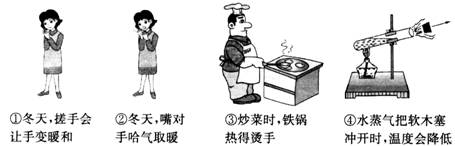 ①冬天，搓手会
让手变暖和
②冬天，嘴对
手哈气取暖
③炒菜时，铁锅
热得烫手
④水蒸气把软木塞
冲开时，温度会降低